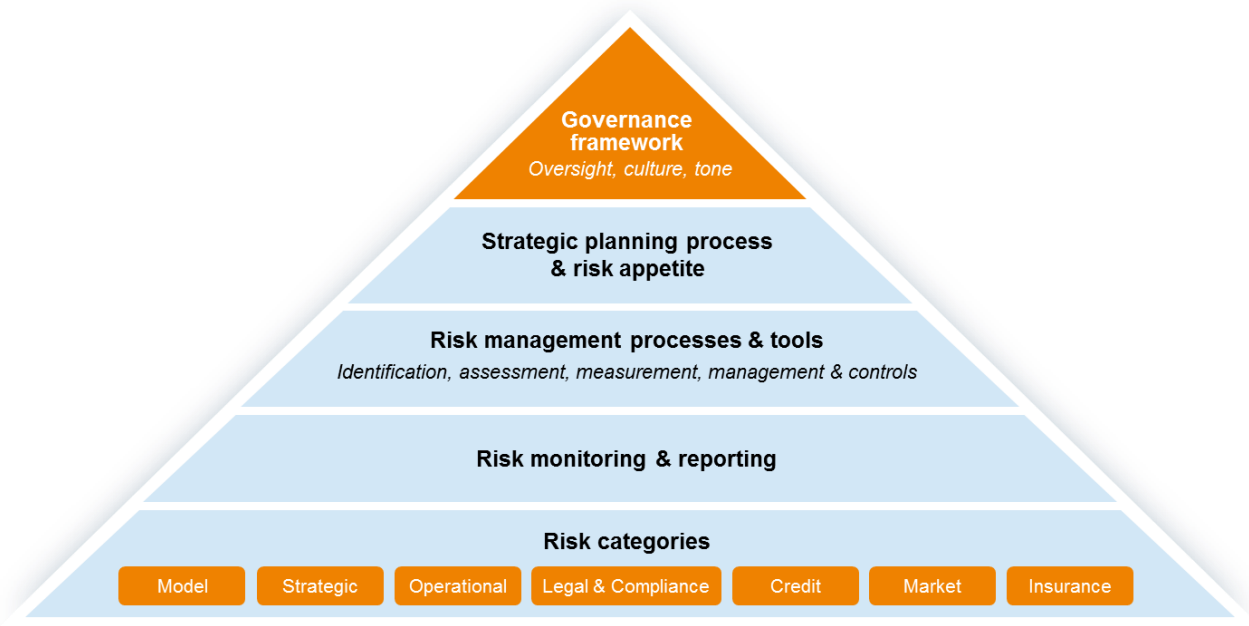 Governance
framework
Oversight, culture, tone
Strategic planning process
& risk appetite
Risk management processes & tools
Identification, assessment, measurement, management & controls
Risk monitoring & reporting
Risk categories
Model
Strategic
Operational
Legal & Compliance
Credit
Market
Insurance